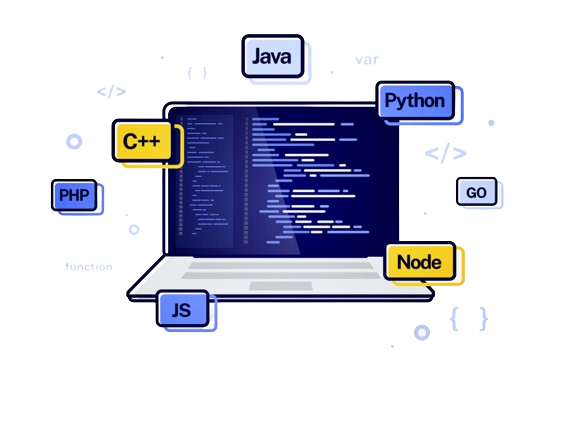 Java
var
{ }
</>
Python
C++
</>
PHP
GO
function
Node
JS
{ }